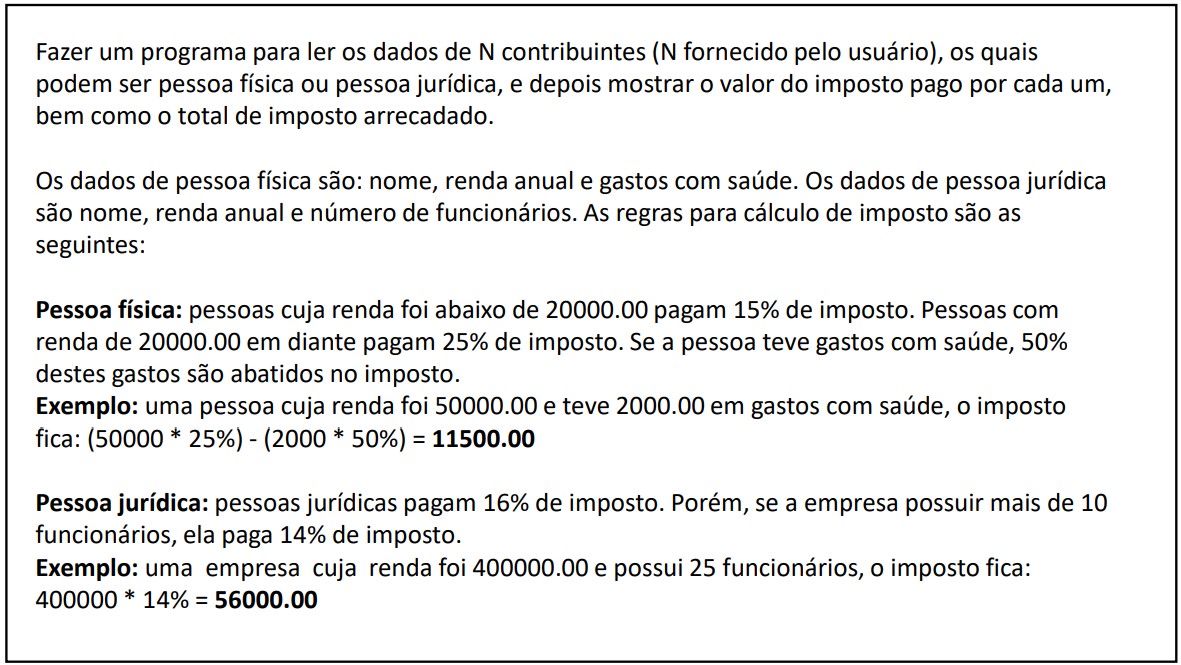 Fazer um programa para ler os dados de N contribuintes (N fornecido pelo usuário), os quais
podem ser pessoa física ou pessoa jurídica, e depois mostrar o valor do imposto pago por cada um,
bem como o total de imposto arrecadado.
Os dados de pessoa física são: nome, renda anual e gastos com saúde. Os dados de pessoa jurídica
são nome, renda anual e número de funcionários. As regras para cálculo de imposto são as
seguintes:
Pessoa física: pessoas cuja renda foi abaixo de 20000.00 pagam 15% de imposto. Pessoas com
renda de 20000.00 em diante pagam 25% de imposto. Se a pessoa teve gastos com saúde, 50%
destes gastos são abatidos no imposto.
Exemplo: uma pessoa cuja renda foi 50000.00 e teve 2000.00 em gastos com saúde, o imposto
fica: (50000 * 25%) - (2000 * 50%) = 11500.00
Pessoa jurídica: pessoas jurídicas pagam 16% de imposto. Porém, se a empresa possuir mais de 10
funcionários, ela paga 14% de imposto.
Exemplo: uma empresa cuja renda foi 400000.00 e possui 25 funcionários, o imposto fica:
400000 * 14% = 56000.00